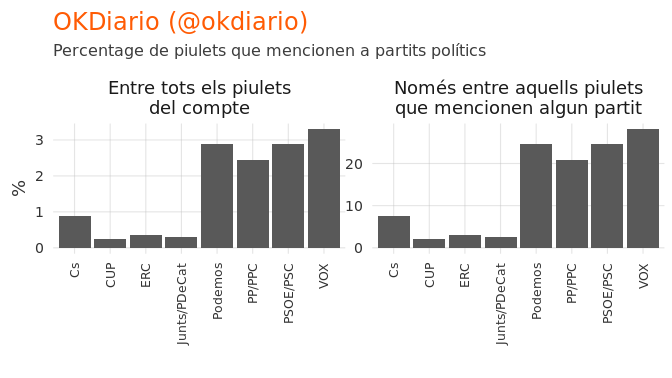 OKDiario (@okdiario)
Percentage de piulets que mencionen a partits polítics
Entre tots els piulets
del compte
Només entre aquells piulets
que mencionen algun partit
%
3
2
1
0
20
10
0
Cs
CUP
ERC
Junts/PDeCat
Podemos
PP/PPC
PSOE/PSC
VOX
Cs
CUP
ERC
Junts/PDeCat
Podemos
PP/PPC
PSOE/PSC
VOX